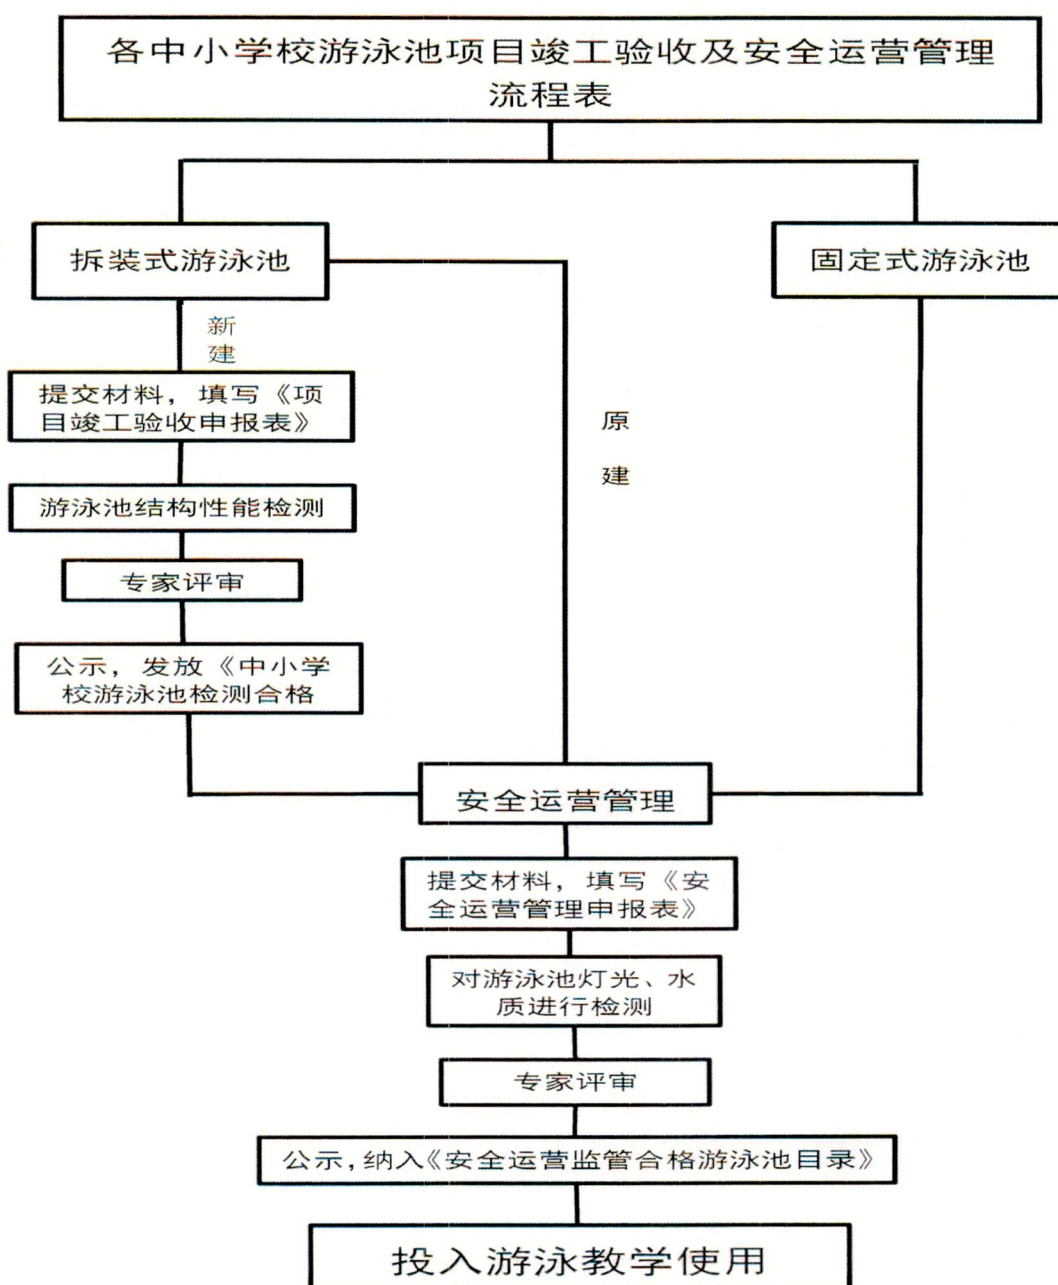 各中小学校游泳池项目竣工验收及安全运营管理
流程表
拆装式游泳池
固定式游泳池
新
建
提交材料，填写《项
目竣工验收申报表》
原
建
游泳池结构性能检测
专家评审
公示，发放《中小学
校游泳池检测合格
安全运营管理
提交材料，填写《安
全运营管理申报表》
对游泳池灯光、水
质进行检测
专家评审
公示,纳入《安全运营监管合格游泳池目录》
投入游泳教学使用